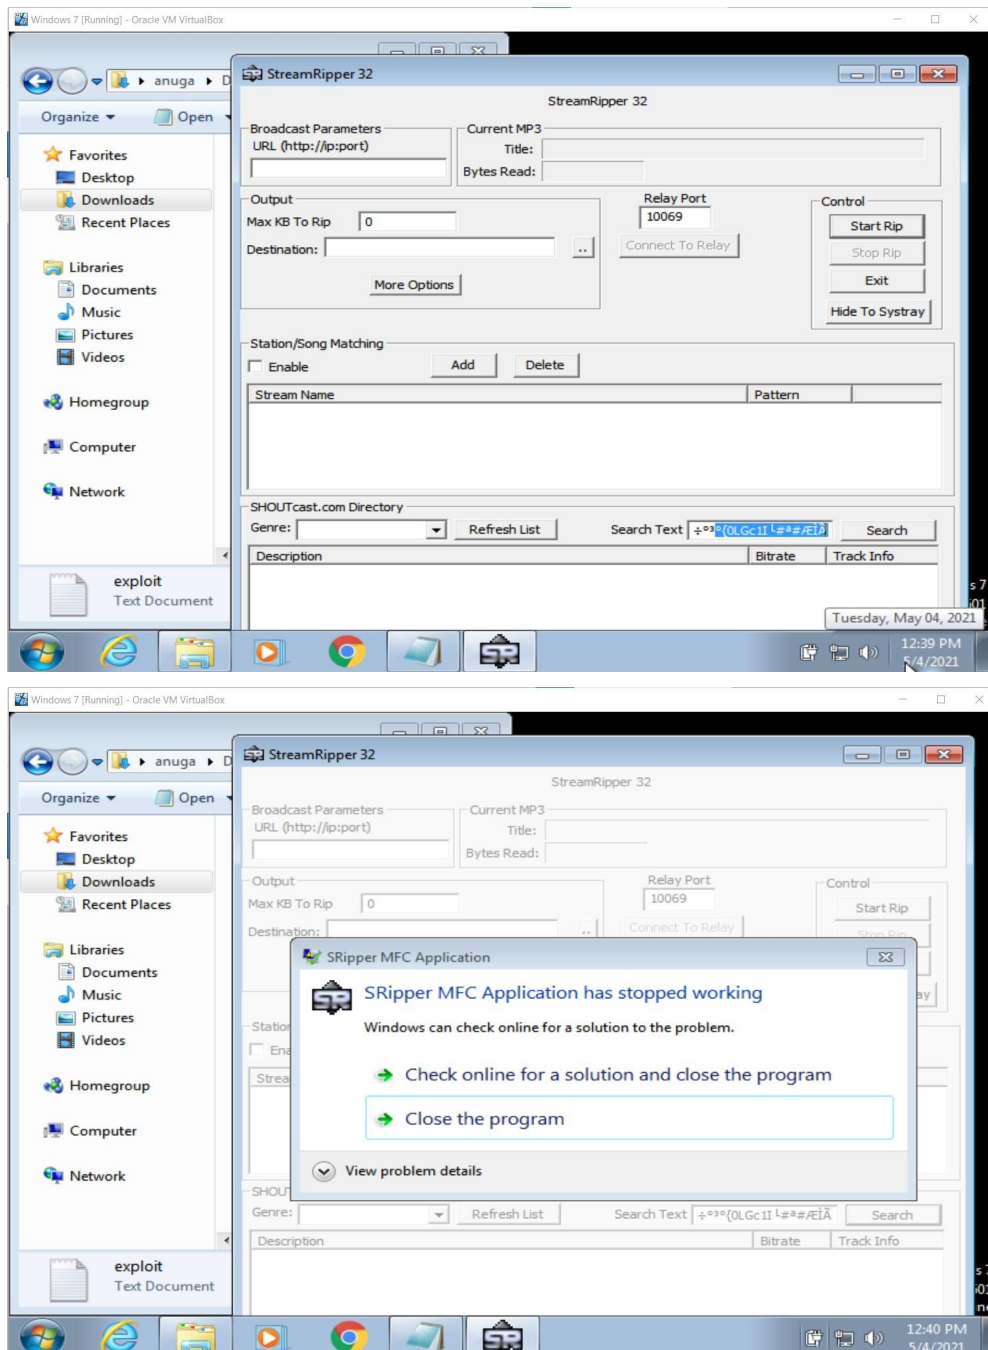 Windows 7 [Running] - Oracle VM VirtualBox
anuga
D
StreamRipper 32
Organize
Open
StreamRipper 32
Favorites
Desktop
Downloads
Recent Places
Libraries
Documents
Music
Pictures
Videos
Homegroup
Computer
Network
Broadcast Parameters
URL (http://ip:port)
Current MP3
Title:
Bytes Read:
Output
Max KB To Rip 0
Destination: ..
More Options
Relay Port
10069
Connect To Relay
Control
Start Rip
Stop Rip
Exit
Hide To Systray
Station/Song Matching
Enable Add Delete
Stream Name Pattern
SHOUTcast.com Directory
Genre: Refresh List Search Text Search
Description Bitrate Track Info
exploit
Text Document
s 7
Tuesday, May 04, 2021
12:39 PM
5/4/2021
Windows 7 [Running] - Oracle VM VirtualBox
anuga
D
StreamRipper 32
Organize
Open
StreamRipper 32
Favorites
Desktop
Downloads
Recent Places
Libraries
Documents
Music
Pictures
Videos
Homegroup
Computer
Network
Broadcast Parameters
URL (http://ip:port)
Current MP3
Title:
Bytes Read:
Output
Max KB To Rip 0
Destination: ..
Relay Port
10069
Connect To Relay
Control
Start Rip
Stop Rip
ay
Station
Ena
Strea
SRipper MFC Application
SRipper MFC Application has stopped working
Windows can check online for a solution to the problem.
Check online for a solution and close the program
Close the program
View problem details
SHOU
Genre: Refresh List Search Text Search
Description Bitrate Track Info
exploit
Text Document
12:40 PM
5/4/2021